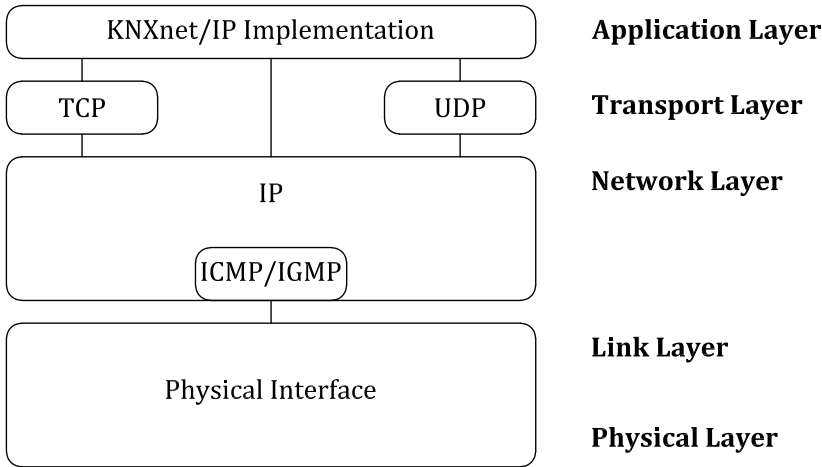 KNXnet/IP Implementation
Application Layer
TCP
UDP
Transport Layer
IP
Network Layer
ICMP/IGMP
Link Layer
Physical Interface
Physical Layer